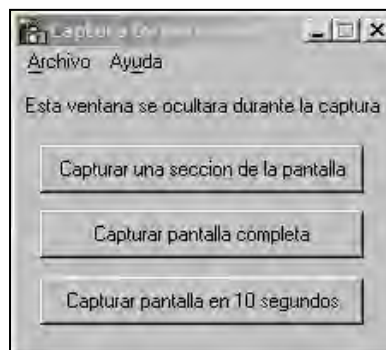 Captura
Archivo Ayuda
Esta ventana se ocultara durante la captura
Capturar una seccion de la pantalla
Capturar pantalla completa
Capturar pantalla en 10 segundos